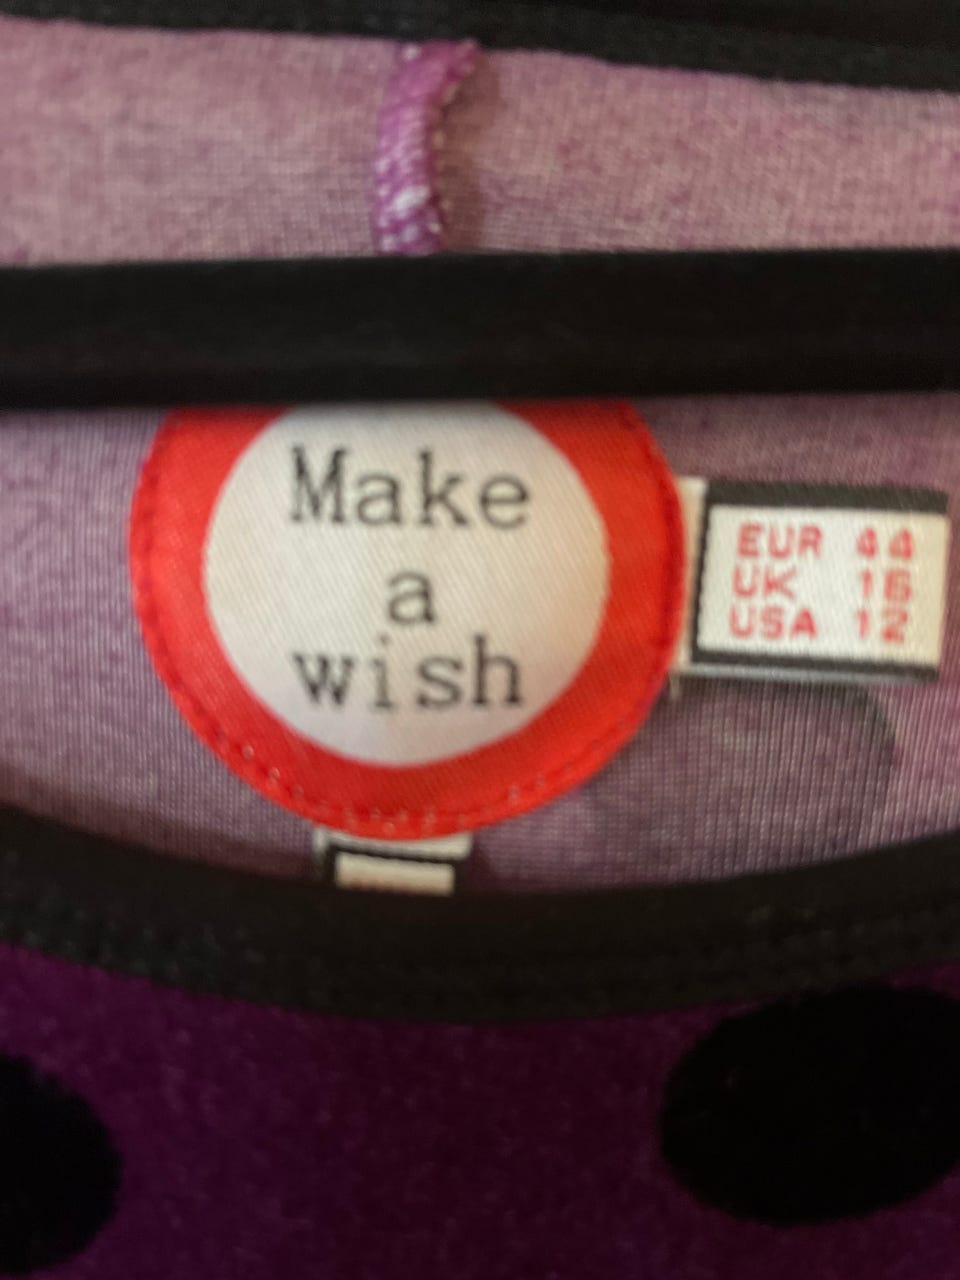 Make
a
wish
EUR 44
UK 16
USA 12